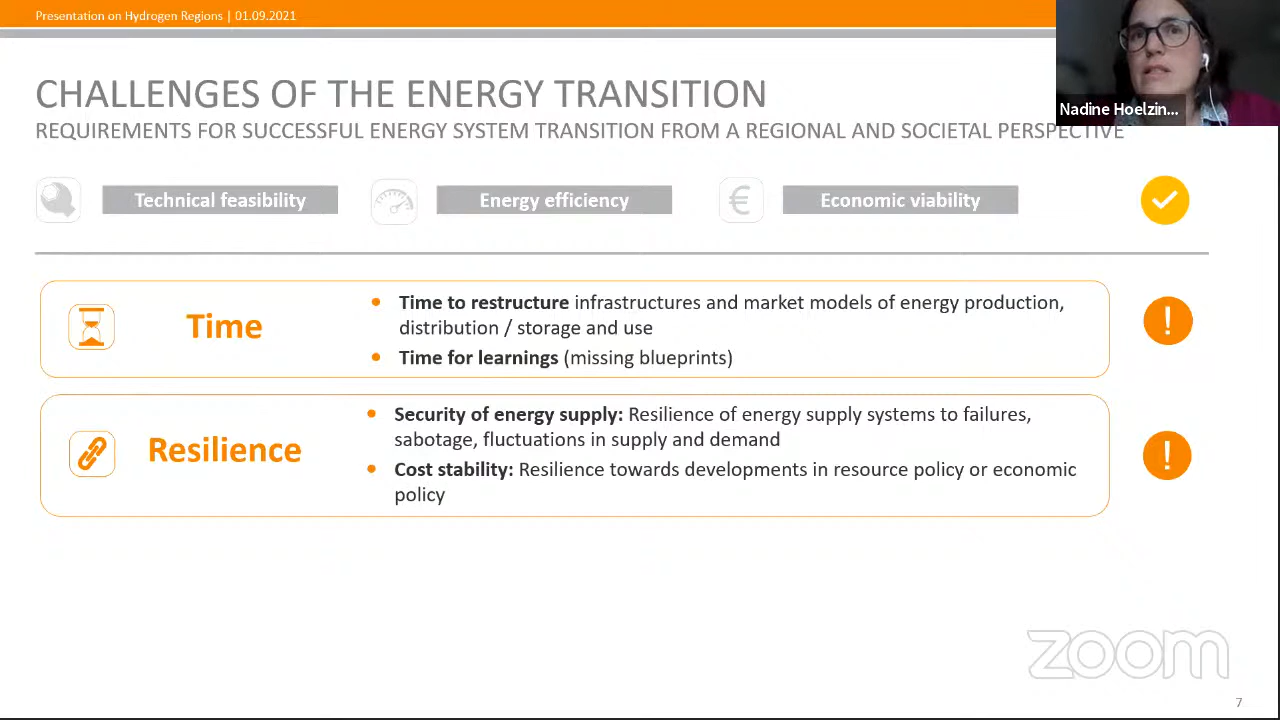 Presentation on Hydrogen Regions | 01.09.2021
CHALLENGES OF THE ENERGY TRANSITION
REQUIREMENTS FOR SUCCESSFUL ENERGY SYSTEM TRANSITION FROM A REGIONAL AND SOCIETAL PERSPECTIVE
Nadine Hoelzin...
Technical feasibility
Energy efficiency
€
Economic viability
Time
• Time to restructure infrastructures and market models of energy production,
distribution / storage and use
• Time for learnings (missing blueprints)
!
Resilience
• Security of energy supply: Resilience of energy supply systems to failures,
sabotage, fluctuations in supply and demand
• Cost stability: Resilience towards developments in resource policy or economic
policy
!
zoom
7